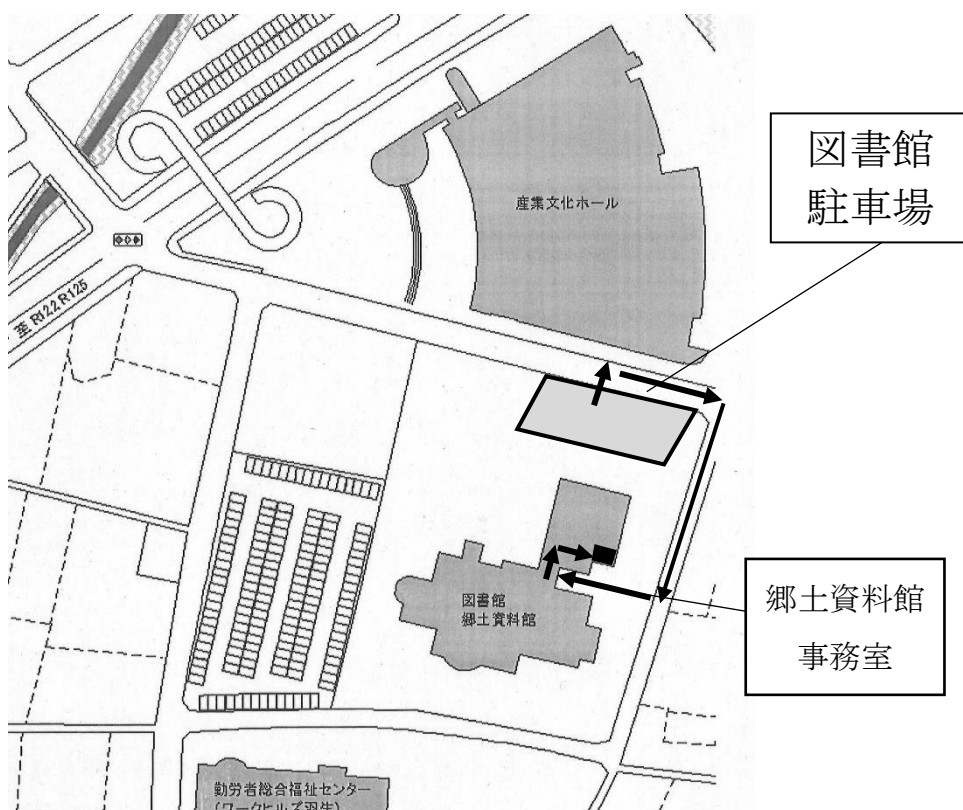 図書館
駐車場
産業文化ホール
至 R122 R125
図書館
郷土資料館
郷土資料館
事務室
勤労者総合福祉センター
(ワークヒルズ羽生)